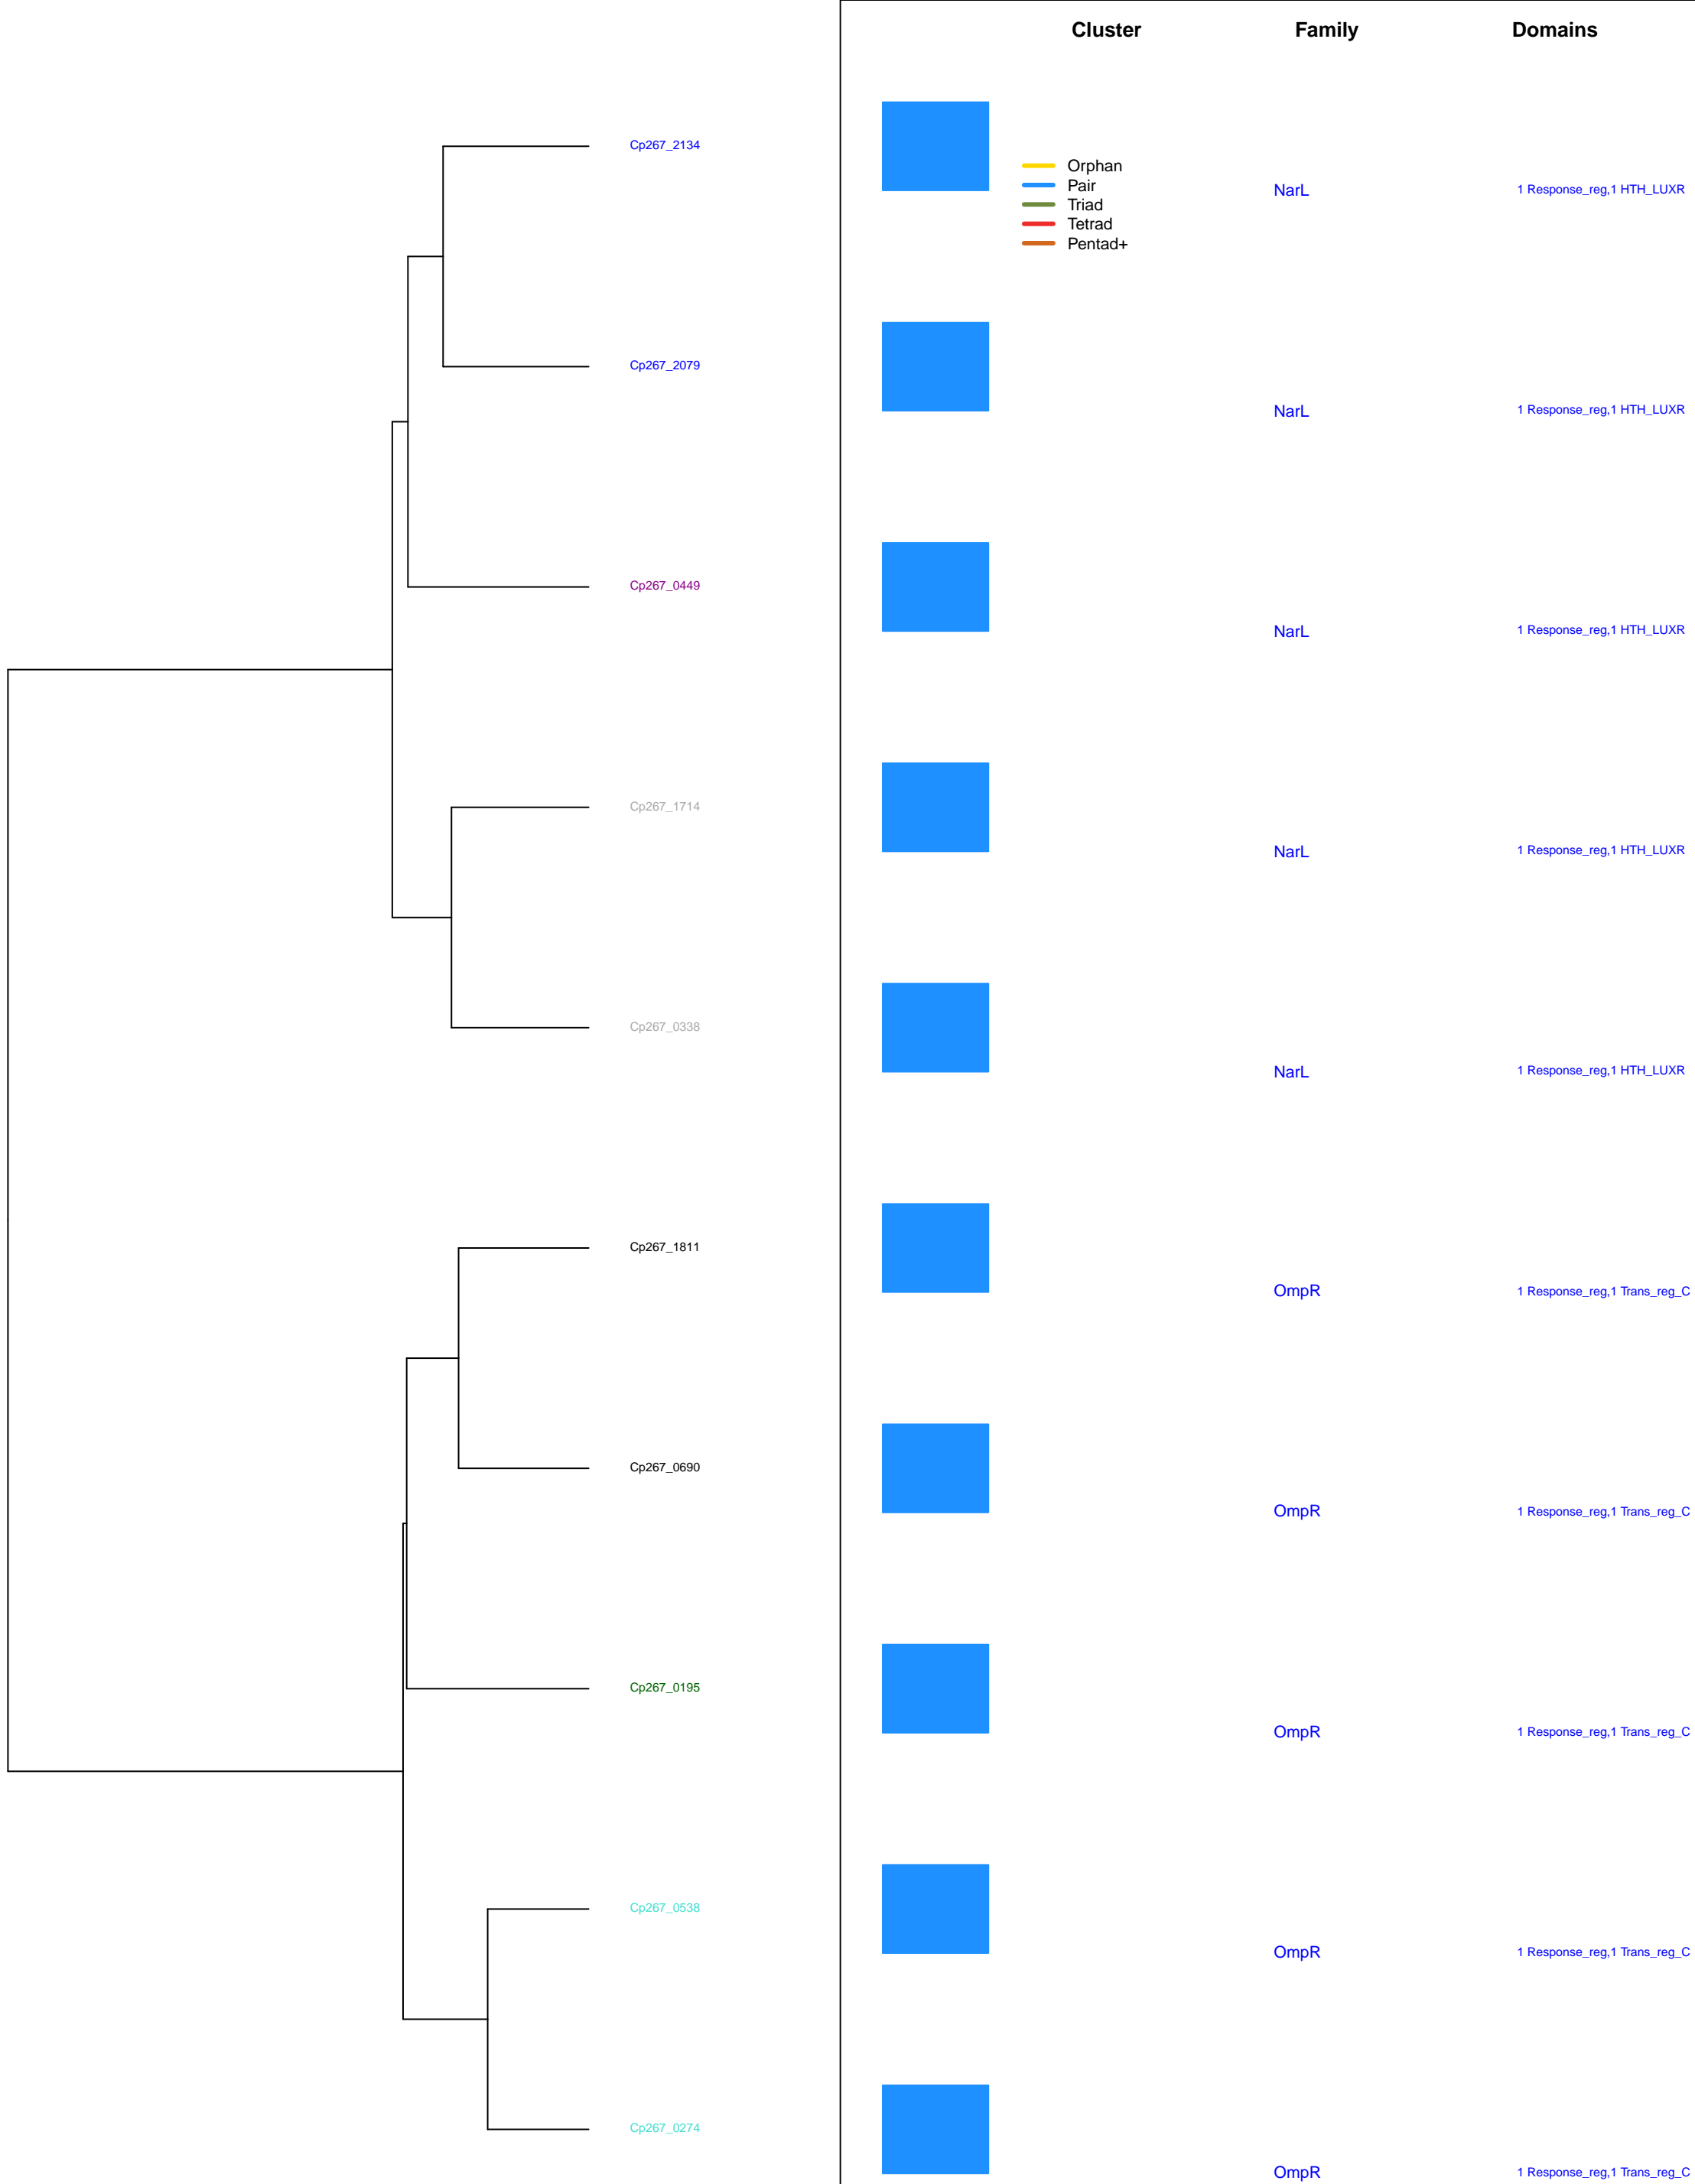 Cluster Family Domains
Cp267_2134
Orphan
Pair
Triad
Tetrad
Pentad+
NarL 1 Response_reg,1 HTH_LUXR
Cp267_2079
NarL 1 Response_reg,1 HTH_LUXR
Cp267_0449
NarL 1 Response_reg,1 HTH_LUXR
Cp267_1714
NarL 1 Response_reg,1 HTH_LUXR
Cp267_0338
NarL 1 Response_reg,1 HTH_LUXR
Cp267_1811
OmpR 1 Response_reg,1 Trans_reg_C
Cp267_0690
OmpR 1 Response_reg,1 Trans_reg_C
Cp267_0195
OmpR 1 Response_reg,1 Trans_reg_C
Cp267_0538
OmpR 1 Response_reg,1 Trans_reg_C
Cp267_0274
OmpR 1 Response_reg,1 Trans_reg_C